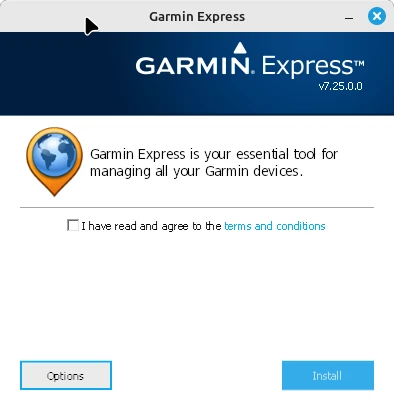 Garmin Express
GARMIN. Express™
v7.25.0.0
Garmin Express is your essential tool for
managing all your Garmin devices.
I have read and agree to the terms and conditions
Options
Install